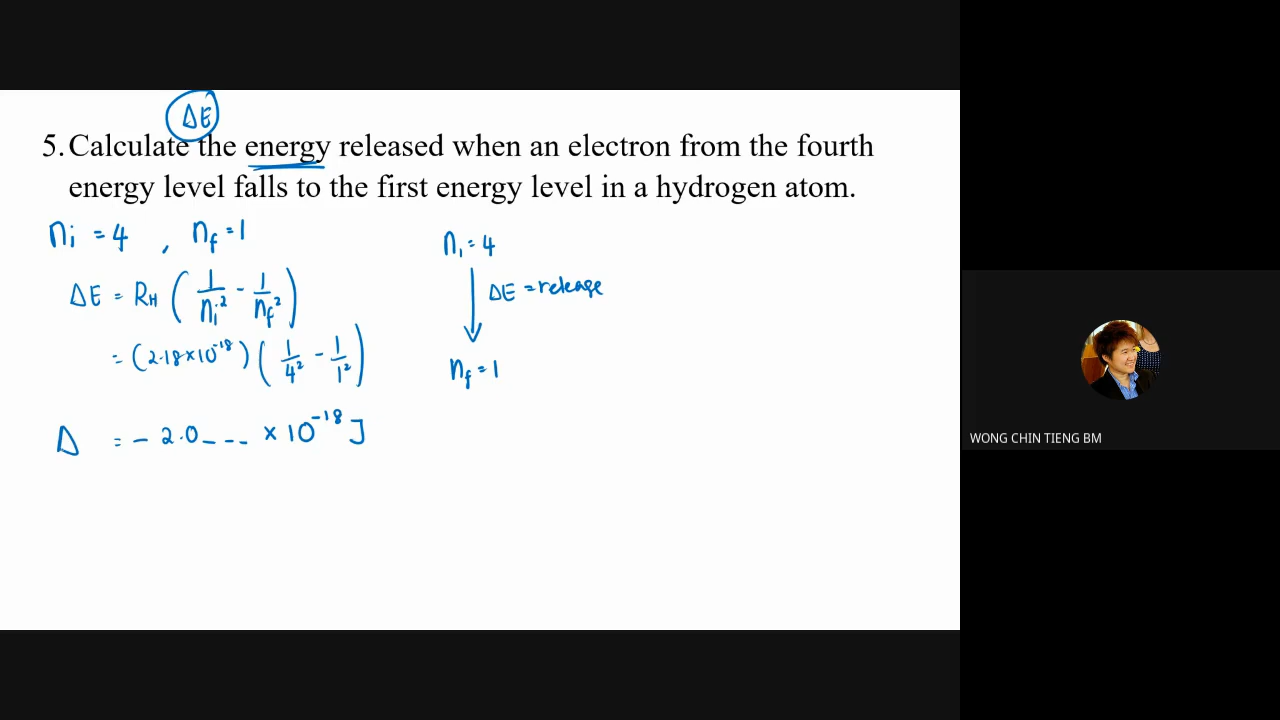 ΔE
5. Calculate the energy released when an electron from the fourth
energy level falls to the first energy level in a hydrogen atom.
ni = 4 , nf = 1
ΔE = RH ( 1/ni² - 1/nf² )
= (2.18×10⁻¹⁸) ( 1/4² - 1/1² )
Δ = - 2.0_ _ _ _ × 10⁻¹⁸ J
ni = 4
ΔE = release
nf = 1
WONG CHIN TIENG BM